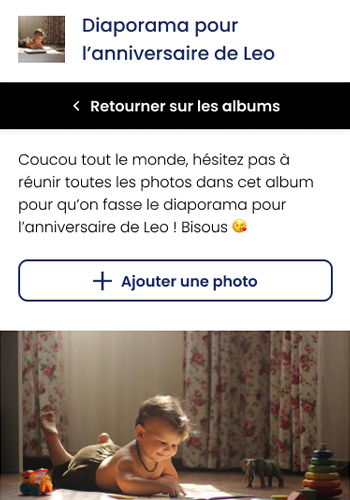 Diaporama pour
l’anniversaire de Leo
Retourner sur les albums
Coucou tout le monde, hésitez pas à
réunir toutes les photos dans cet album
pour qu’on fasse le diaporama pour
l’anniversaire de Leo ! Bisous 😘
Ajouter une photo